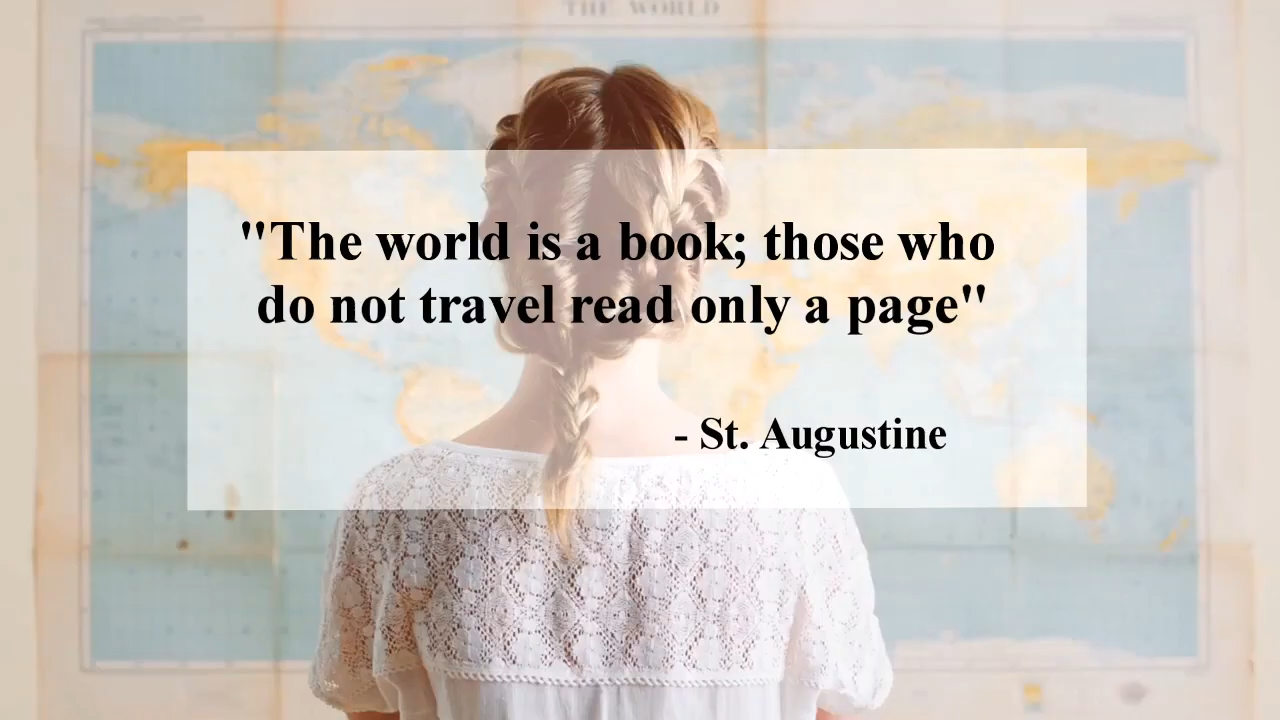 THE WORLD
"The world is a book; those who
do not travel read only a page"
- St. Augustine